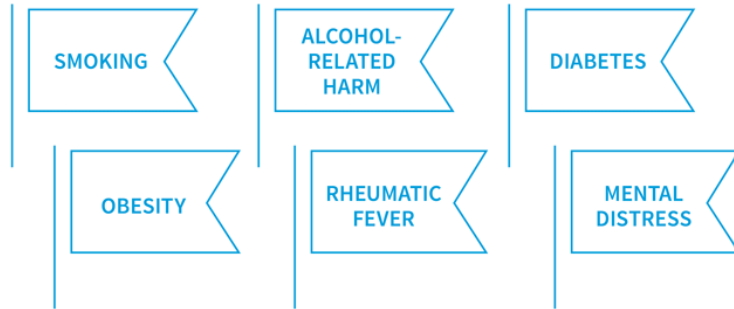 SMOKING
ALCOHOL-
RELATED
HARM
DIABETES
OBESITY
RHEUMATIC
FEVER
MENTAL
DISTRESS